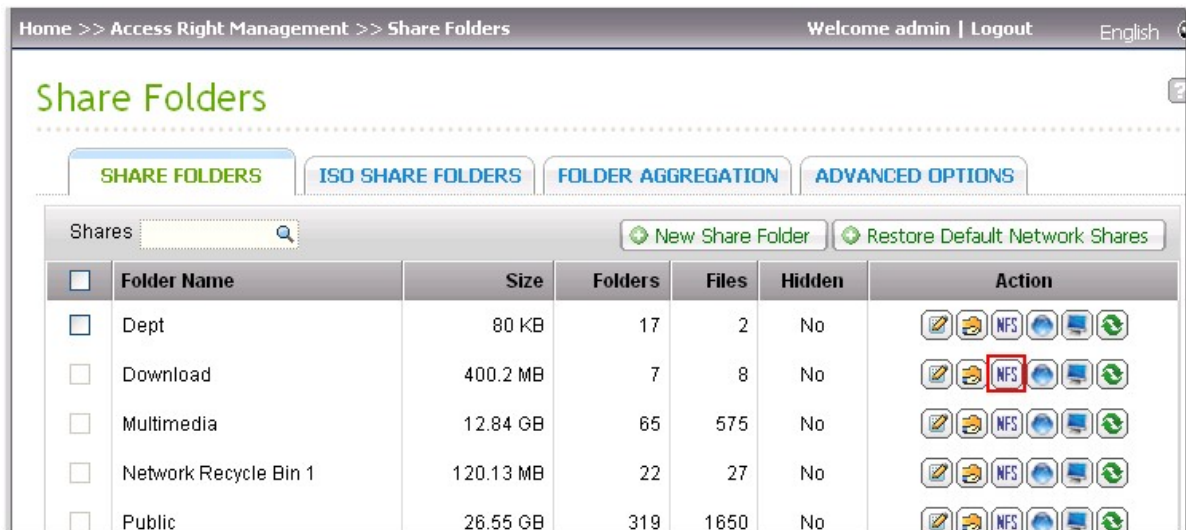 Home >> Access Right Management >> Share Folders Welcome admin | Logout English
Share Folders ?
SHARE FOLDERS ISO SHARE FOLDERS FOLDER AGGREGATION ADVANCED OPTIONS
Shares New Share Folder Restore Default Network Shares
Folder Name Size Folders Files Hidden Action
Dept 80 KB 17 2 No NFS
Download 400.2 MB 7 8 No NFS
Multimedia 12.84 GB 65 575 No NFS
Network Recycle Bin 1 120.13 MB 22 27 No NFS
Public 26.55 GB 319 1650 No NFS